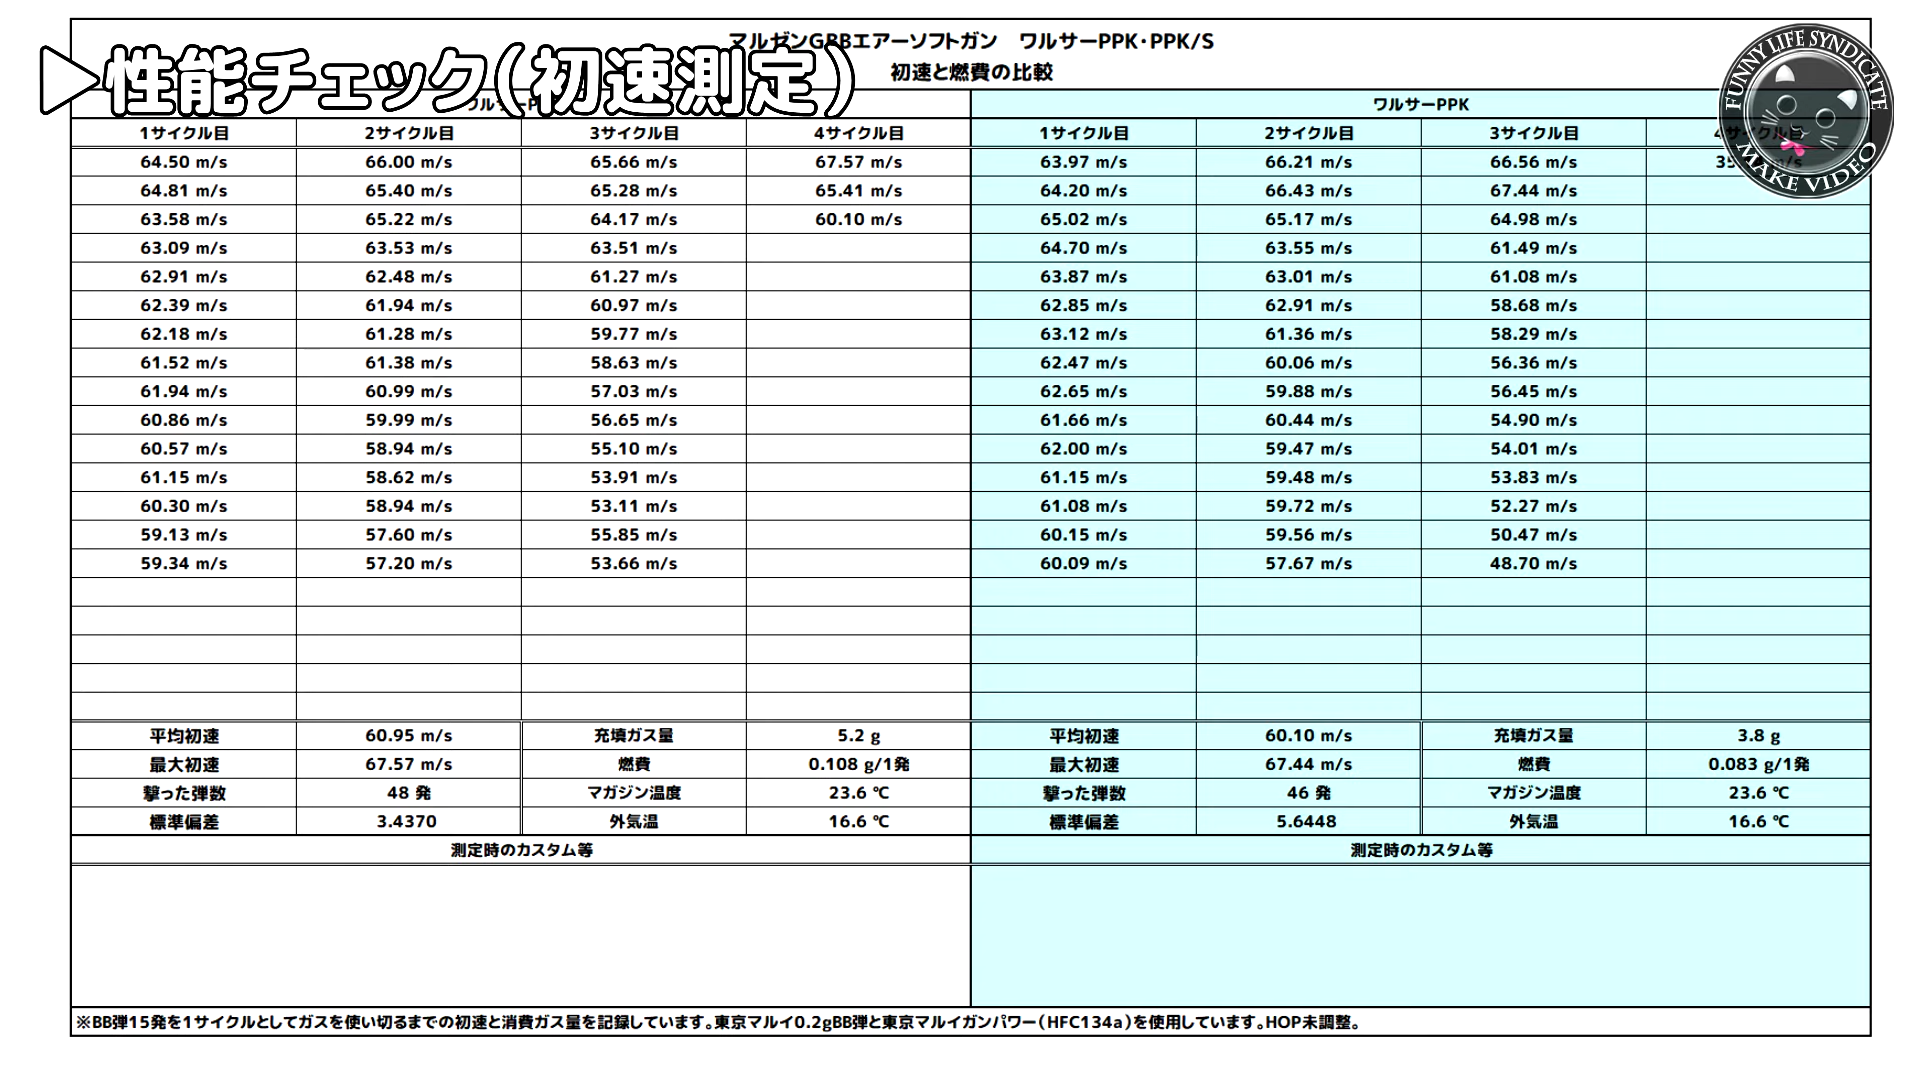 マルゼンGBBエアーソフトガン　ワルサーPPK・PPK/S
▶性能チェック(初速測定)
初速と燃費の比較
FUNNY LIFE SYNDICATE
MAKE VIDEO
ワルサーP ワルサーPPK
1サイクル目 2サイクル目 3サイクル目 4サイクル目 1サイクル目 2サイクル目 3サイクル目 4サイクル目
64.50 m/s 66.00 m/s 65.66 m/s 67.57 m/s 63.97 m/s 66.21 m/s 66.56 m/s
64.81 m/s 65.40 m/s 65.28 m/s 65.41 m/s 64.20 m/s 66.43 m/s 67.44 m/s
63.58 m/s 65.22 m/s 64.17 m/s 60.10 m/s 65.02 m/s 65.17 m/s 64.98 m/s
63.09 m/s 63.53 m/s 63.51 m/s 64.70 m/s 63.55 m/s 61.49 m/s
62.91 m/s 62.48 m/s 61.27 m/s 63.87 m/s 63.01 m/s 61.08 m/s
62.39 m/s 61.94 m/s 60.97 m/s 62.85 m/s 62.91 m/s 58.68 m/s
62.18 m/s 61.28 m/s 59.77 m/s 63.12 m/s 61.36 m/s 58.29 m/s
61.52 m/s 61.38 m/s 58.63 m/s 62.47 m/s 60.06 m/s 56.36 m/s
61.94 m/s 60.99 m/s 57.03 m/s 62.65 m/s 59.88 m/s 56.45 m/s
60.86 m/s 59.99 m/s 56.65 m/s 61.66 m/s 60.44 m/s 54.90 m/s
60.57 m/s 58.94 m/s 55.10 m/s 62.00 m/s 59.47 m/s 54.01 m/s
61.15 m/s 58.62 m/s 53.91 m/s 61.15 m/s 59.48 m/s 53.83 m/s
60.30 m/s 58.94 m/s 53.11 m/s 61.08 m/s 59.72 m/s 52.27 m/s
59.13 m/s 57.60 m/s 55.85 m/s 60.15 m/s 59.56 m/s 50.47 m/s
59.34 m/s 57.20 m/s 53.66 m/s 60.09 m/s 57.67 m/s 48.70 m/s
平均初速 60.95 m/s 充填ガス量 5.2 g 平均初速 60.10 m/s 充填ガス量 3.8 g
最大初速 67.57 m/s 燃費 0.108 g/1発 最大初速 67.44 m/s 燃費 0.083 g/1発
撃った弾数 48 発 マガジン温度 23.6 ℃ 撃った弾数 46 発 マガジン温度 23.6 ℃
標準偏差 3.4370 外気温 16.6 ℃ 標準偏差 5.6448 外気温 16.6 ℃
測定時のカスタム等 測定時のカスタム等
※BB弾15発を1サイクルとしてガスを使い切るまでの初速と消費ガス量を記録しています。東京マルイ0.2gBB弾と東京マルイガンパワー(HFC134a)を使用しています。HOP未調整。